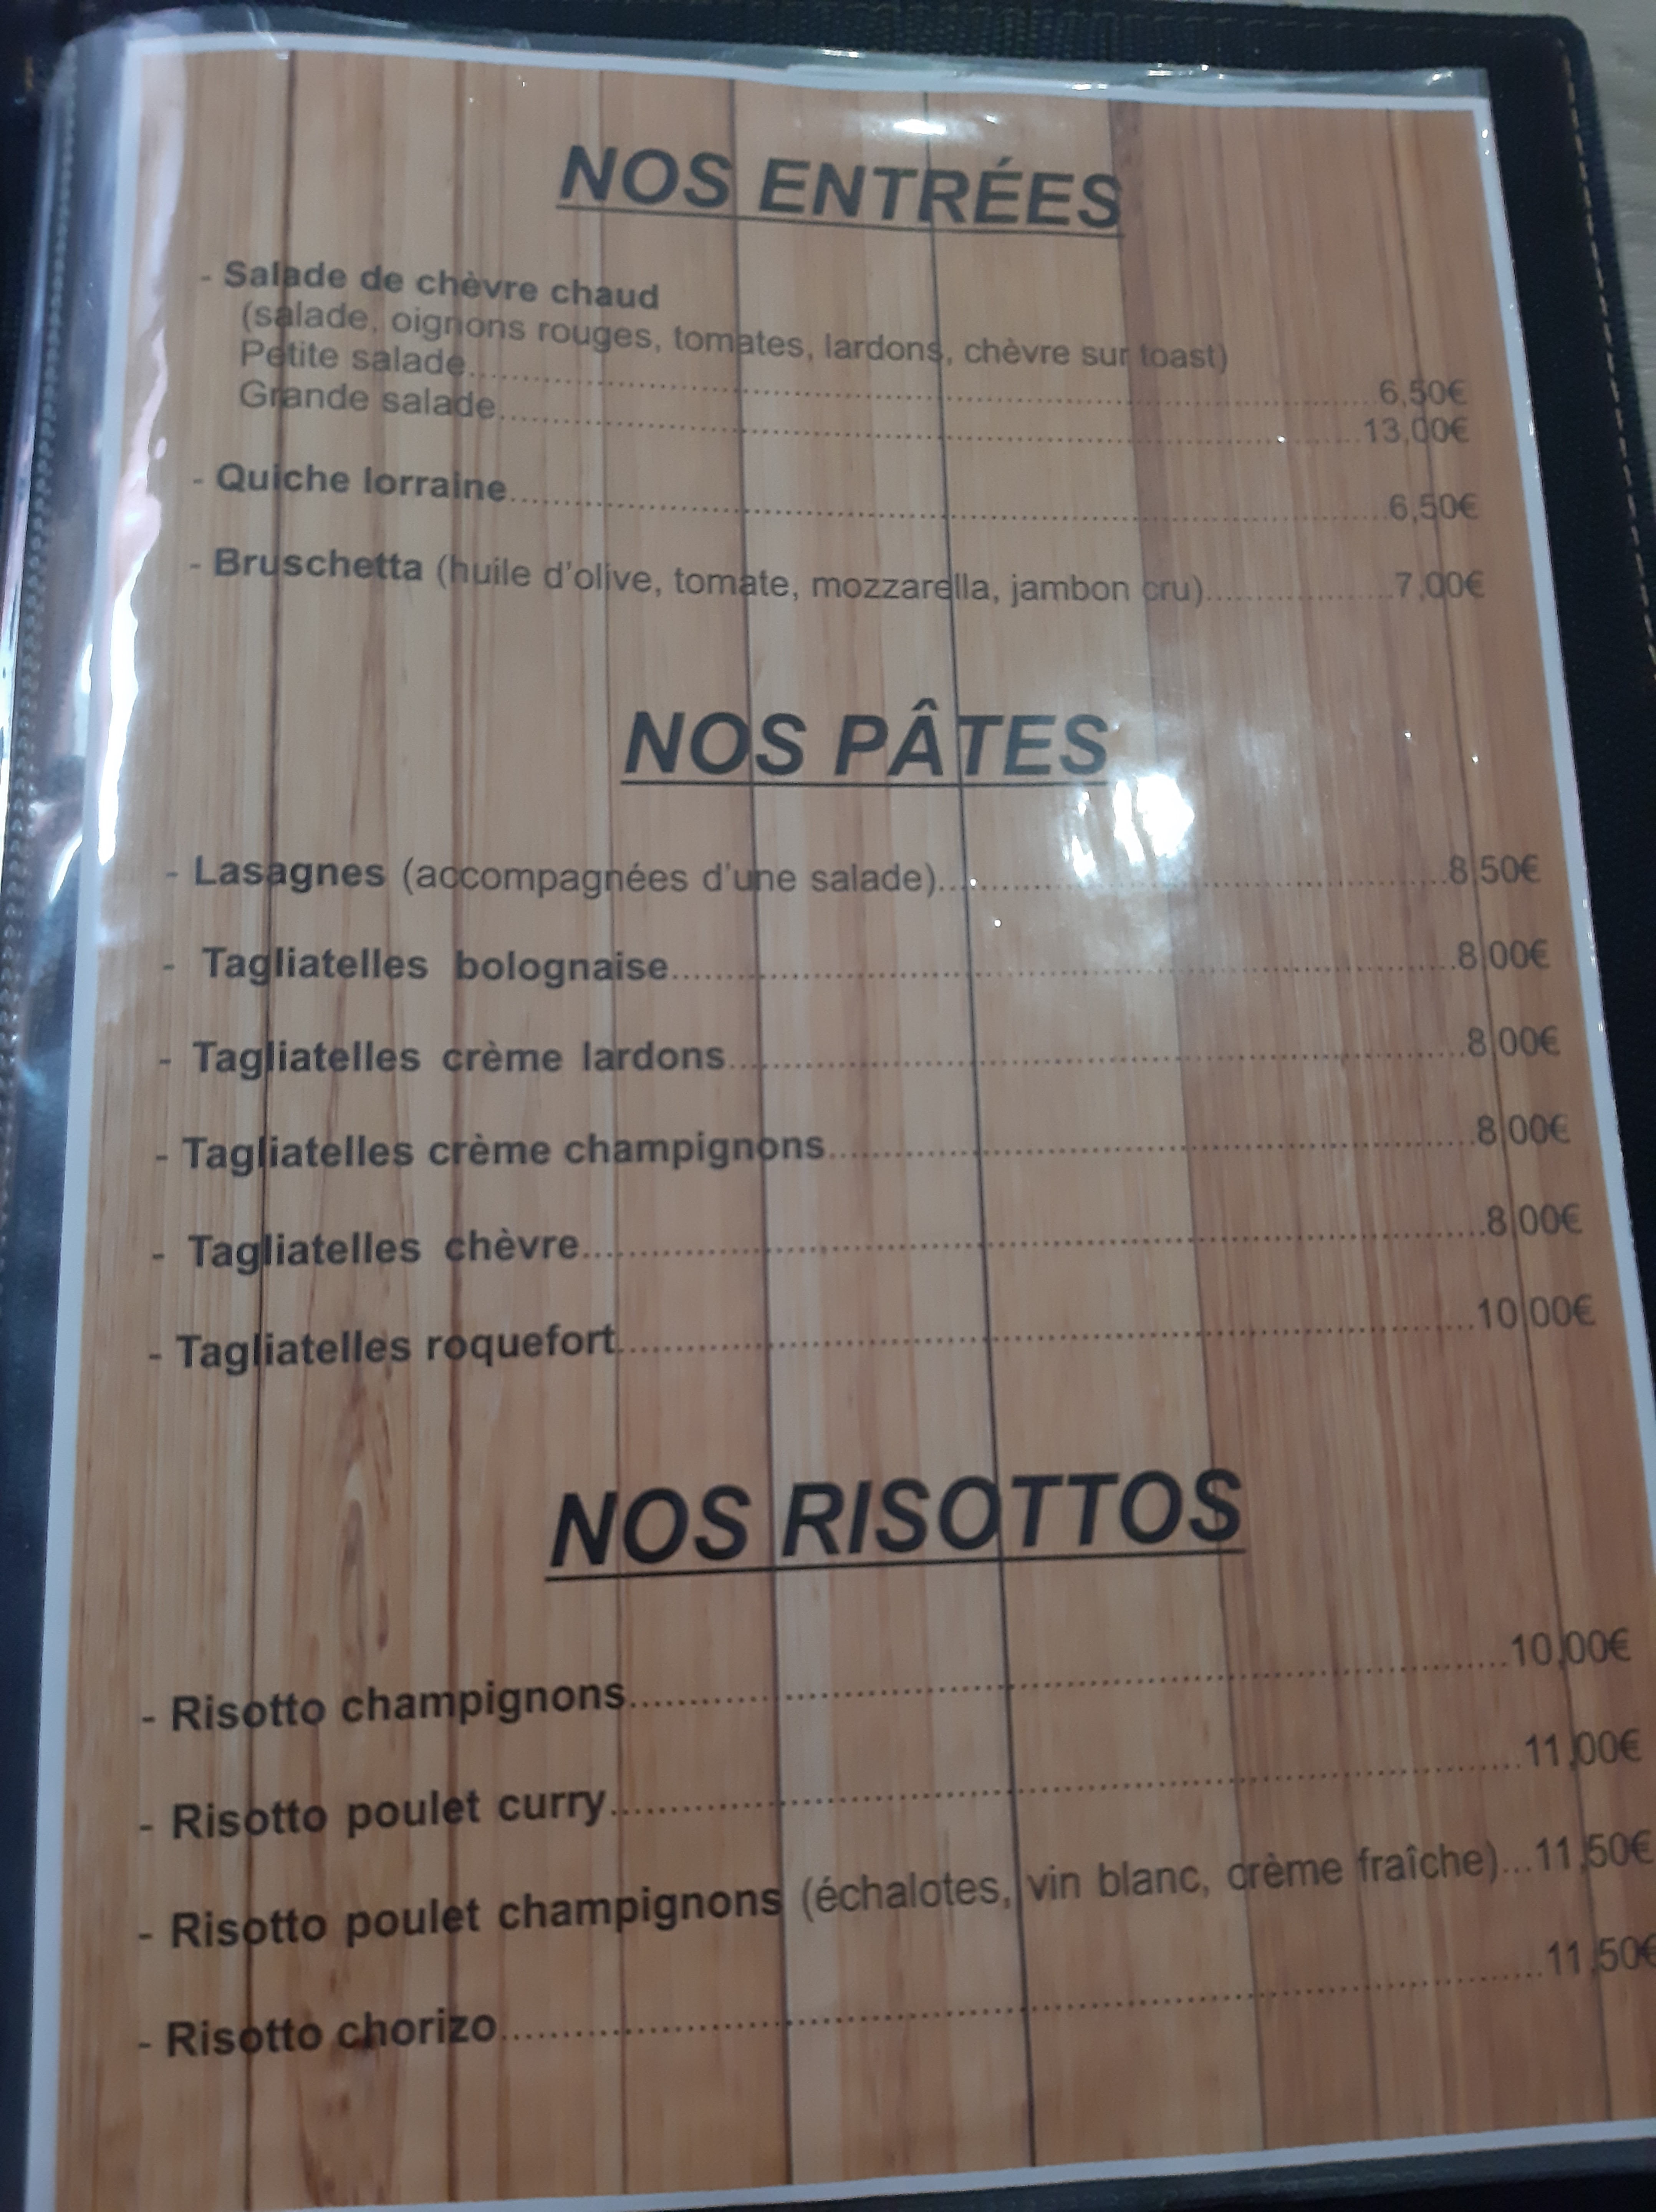 NOS ENTRÉES
- Salade de chèvre chaud
(salade, oignons rouges, tomates, lardons, chèvre sur toast)
Petite salade.......................................................................6,50€
Grande salade.......................................................................13,00€
- Quiche lorraine.......................................................................6,50€
- Bruschetta (huile d'olive, tomate, mozzarella, jambon cru)...................7,00€
NOS PÂTES
- Lasagnes (accompagnées d'une salade).............................................8,50€
- Tagliatelles bolognaise.......................................................................8,00€
- Tagliatelles crème lardons.......................................................................8,00€
- Tagliatelles crème champignons.............................................................8,00€
- Tagliatelles chèvre.......................................................................8,00€
- Tagliatelles roquefort.......................................................................10,00€
NOS RISOTTOS
- Risotto champignons.......................................................................10,00€
- Risotto poulet curry.......................................................................11,00€
- Risotto poulet champignons (échalotes, vin blanc, crème fraîche)...11,50€
- Risotto chorizo.......................................................................11,50€